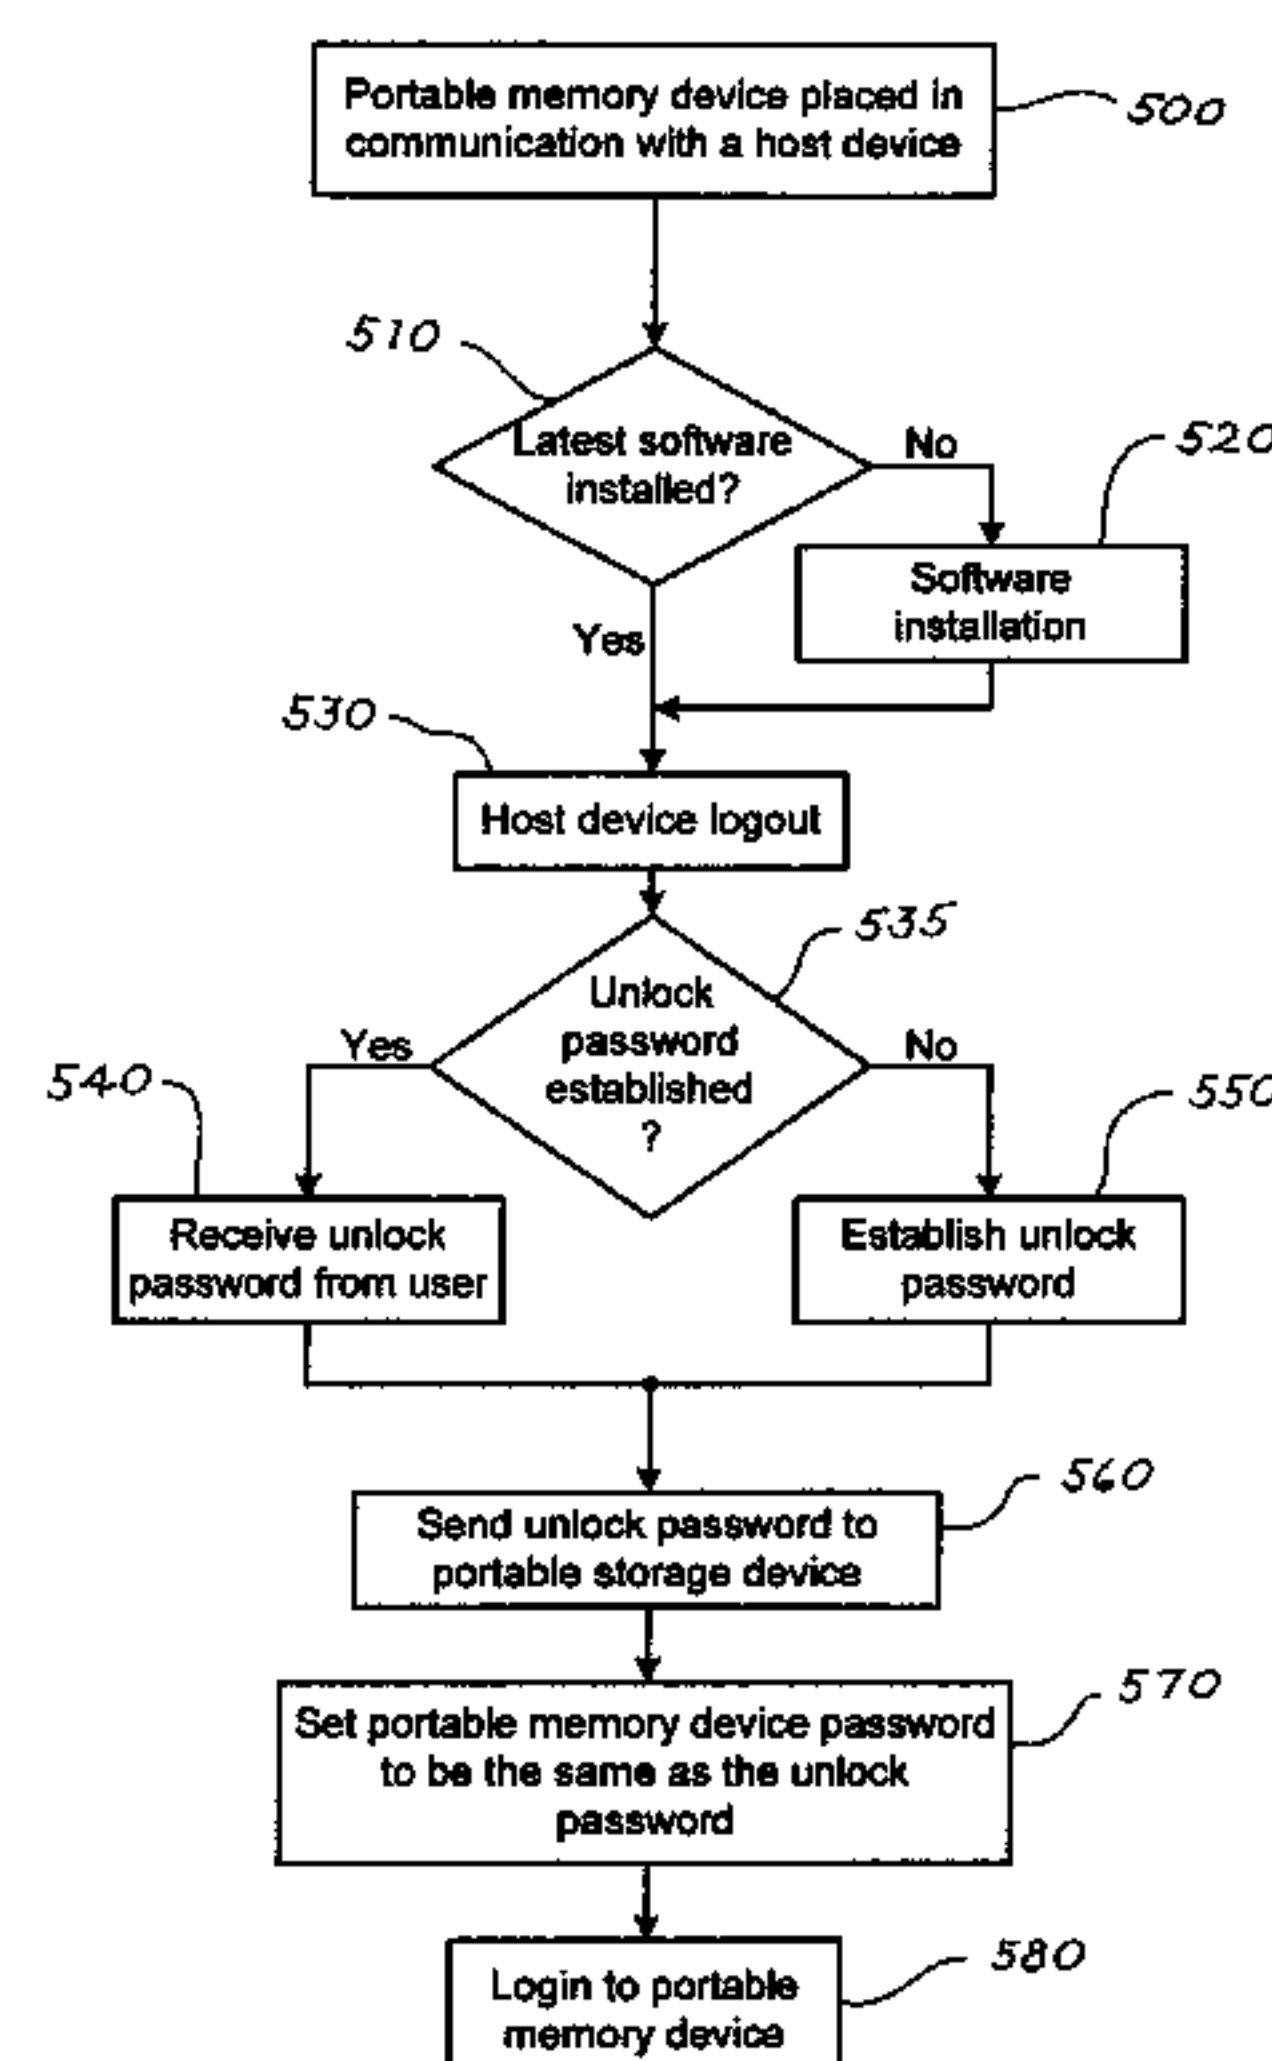 Portable memory device placed in
communication with a host device
500
510
Latest software
installed?
No
520
Software
installation
Yes
530
Host device logout
535
Unlock
password
established
?
Yes
No
540
550
Receive unlock
password from user
Establish unlock
password
560
Send unlock password to
portable storage device
570
Set portable memory device password
to be the same as the unlock
password
580
Login to portable
memory device